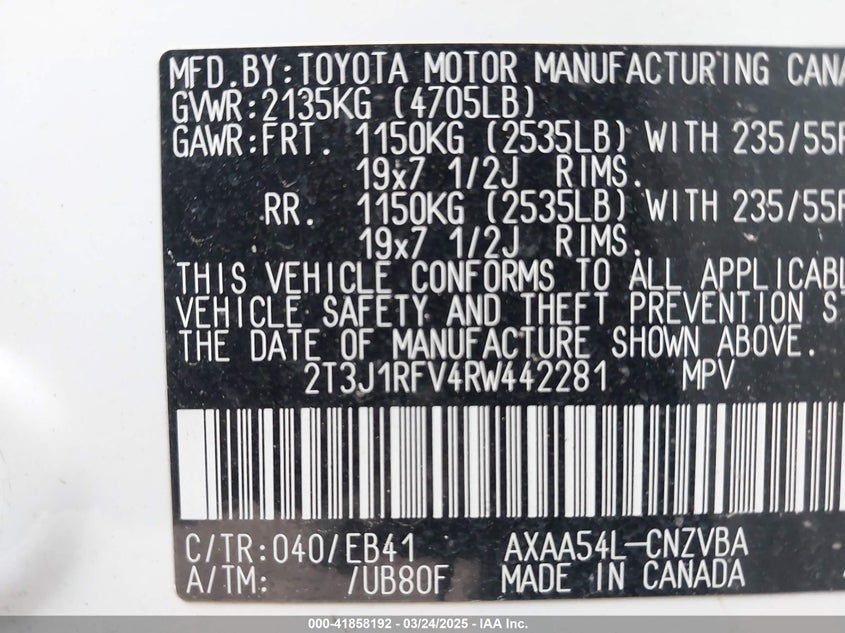 MFD.BY:TOYOTA MOTOR MANUFACTURING CANA
GVWR:2135KG (4705LB)
GAWR:FRT. 1150KG (2535LB) WITH 235/55R
19x7 1/2J RIMS.
RR. 1150KG (2535LB) WITH 235/55R
19x7 1/2J RIMS.
THIS VEHICLE CONFORMS TO ALL APPLICABL
VEHICLE SAFETY AND THEFT PREVENTION ST
THE DATE OF MANUFACTURE SHOWN ABOVE.
2T3J1RFV4RW442281 MPV
C/TR:040/EB41 AXAA54L-CNZVBA
A/TM: /UB80F MADE IN CANADA
000-41858192 - 03/24/2025 - IAA Inc.